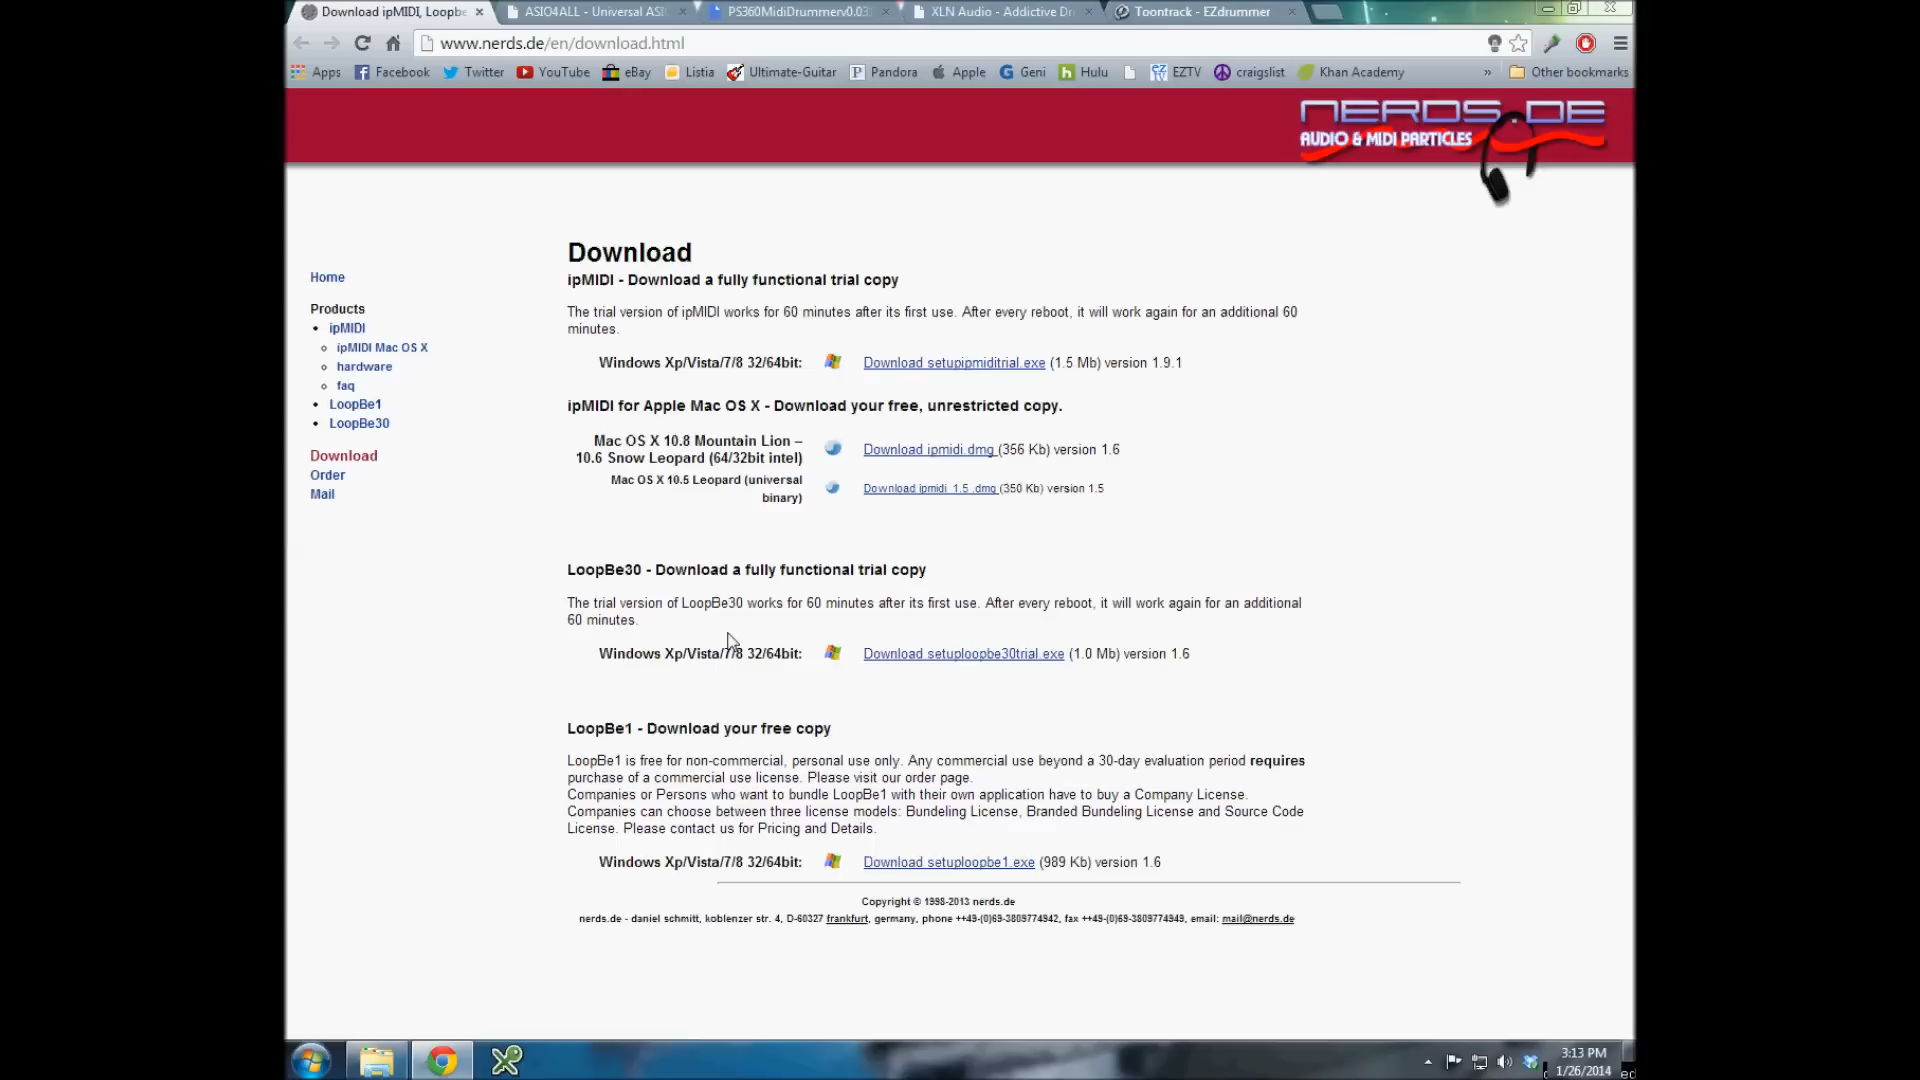 Download ipMIDI, Loopbe
ASIO4ALL - Universal ASI
PS360MidiDrummerv0.03
XLN Audio - Addictive Dr
Toontrack - EZdrummer
www.nerds.de/en/download.html
Apps
Facebook
Twitter
YouTube
eBay
Listia
Ultimate-Guitar
Pandora
Apple
Geni
Hulu
EZTV
craigslist
Khan Academy
»
Other bookmarks
NERDS.DE
AUDIO & MIDI PARTICLES
Home
Products
ipMIDI
ipMIDI Mac OS X
hardware
faq
LoopBe1
LoopBe30
Download
Order
Mail
Download
ipMIDI - Download a fully functional trial copy
The trial version of ipMIDI works for 60 minutes after its first use. After every reboot, it will work again for an additional 60
minutes.
Windows Xp/Vista/7/8 32/64bit: Download setupipmiditrial.exe (1.5 Mb) version 1.9.1
ipMIDI for Apple Mac OS X - Download your free, unrestricted copy.
Mac OS X 10.8 Mountain Lion –
10.6 Snow Leopard (64/32bit intel) Download ipmidi.dmg (356 Kb) version 1.6
Mac OS X 10.5 Leopard (universal
binary) Download ipmidi_1.5_.dmg (350 Kb) version 1.5
LoopBe30 - Download a fully functional trial copy
The trial version of LoopBe30 works for 60 minutes after its first use. After every reboot, it will work again for an additional
60 minutes.
Windows Xp/Vista/7/8 32/64bit: Download setuploopbe30trial.exe (1.0 Mb) version 1.6
LoopBe1 - Download your free copy
LoopBe1 is free for non-commercial, personal use only. Any commercial use beyond a 30-day evaluation period requires
purchase of a commercial use license. Please visit our order page.
Companies or Persons who want to bundle LoopBe1 with their own application have to buy a Company License.
Companies can choose between three license models: Bundeling License, Branded Bundeling License and Source Code
License. Please contact us for Pricing and Details.
Windows Xp/Vista/7/8 32/64bit: Download setuploopbe1.exe (989 Kb) version 1.6
Copyright © 1998-2013 nerds.de
nerds.de - daniel schmitt, koblenzer str. 4, D-60327 frankfurt, germany, phone ++49-(0)69-3809774942, fax ++49-(0)69-3809774949, email: mail@nerds.de
3:13 PM
1/26/2014